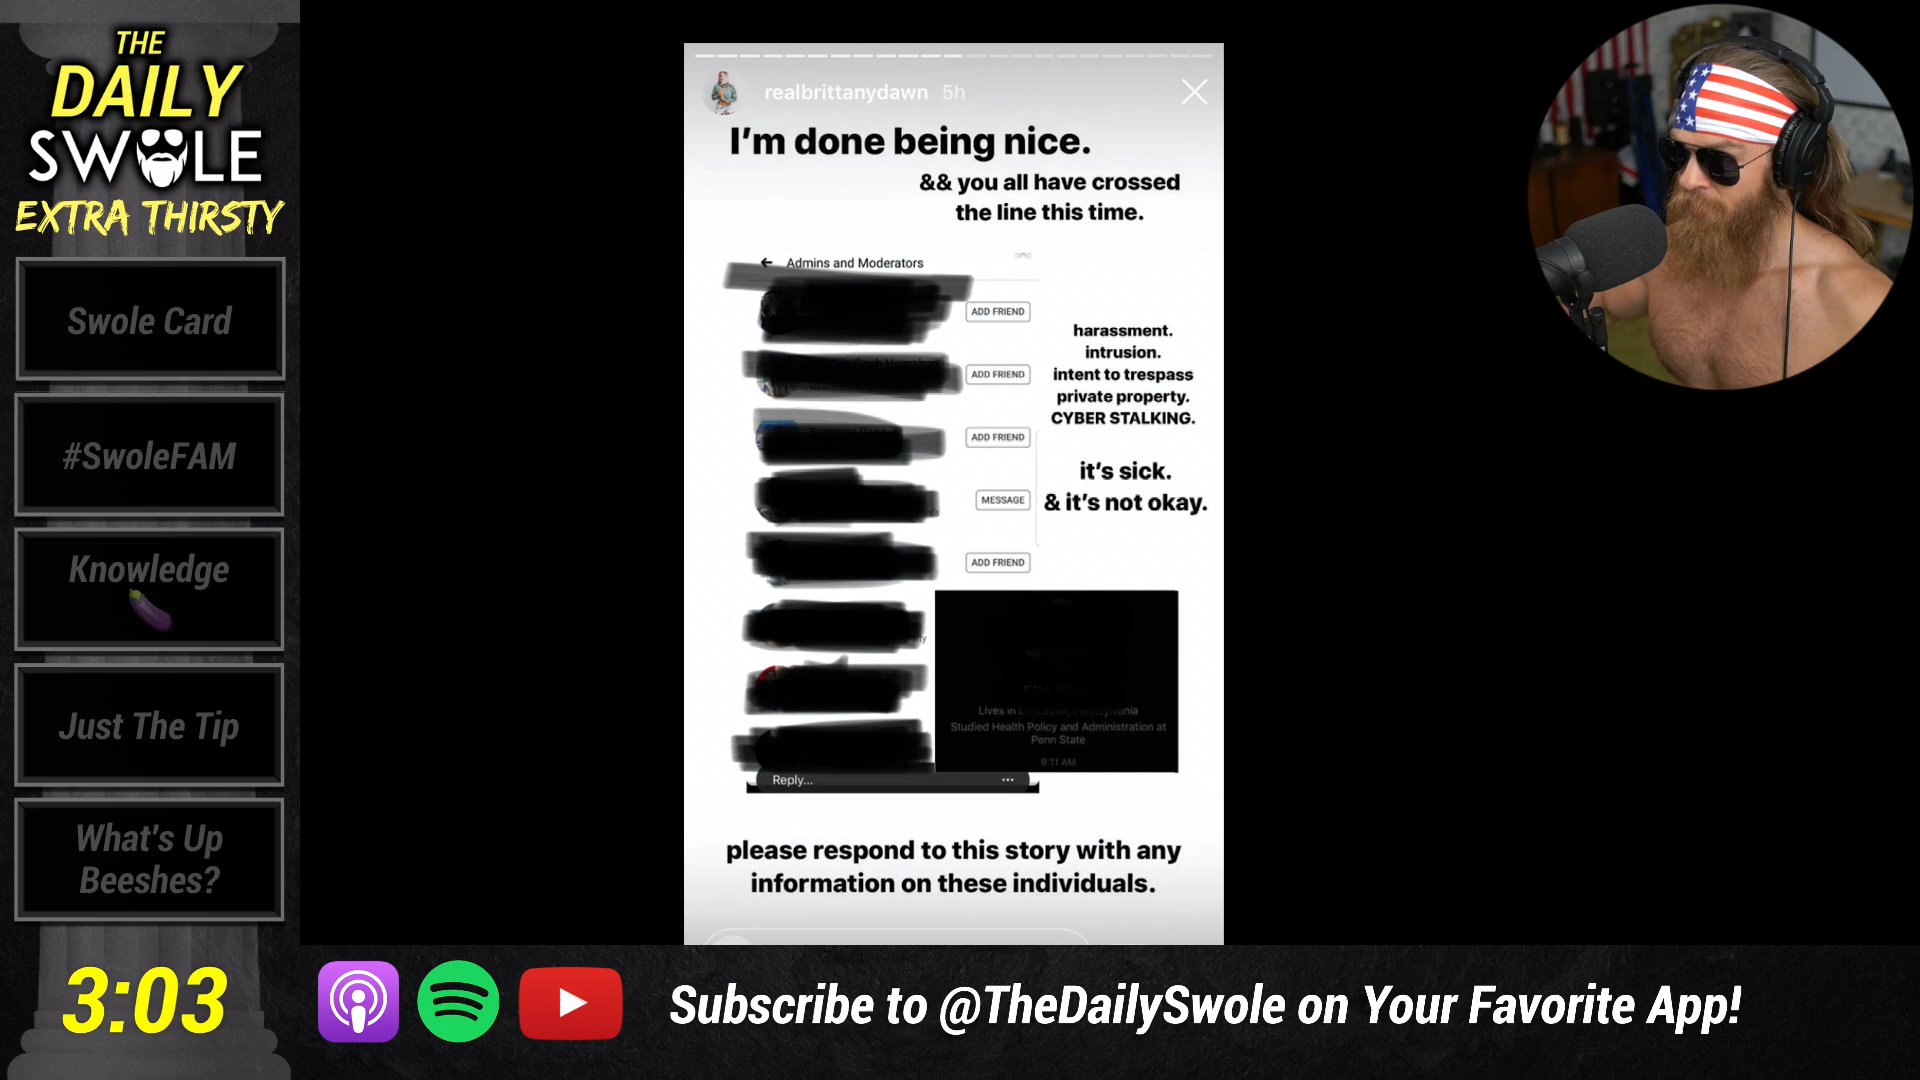 THE
DAILY
SWOLE
EXTRA THIRSTY
Swole Card
#SwoleFAM
Knowledge
Just The Tip
What's Up
Beeshes?
3:03
realbrittanydawn 5h
I'm done being nice.
&& you all have crossed
the line this time.
Admins and Moderators
ADD FRIEND
ADD FRIEND
ADD FRIEND
MESSAGE
ADD FRIEND
harassment.
intrusion.
intent to trespass
private property.
CYBER STALKING.
it's sick.
& it's not okay.
Lives in
Studied Health Policy and Administration at
Penn State
9:11 AM
Reply...
please respond to this story with any
information on these individuals.
Subscribe to @TheDailySwole on Your Favorite App!